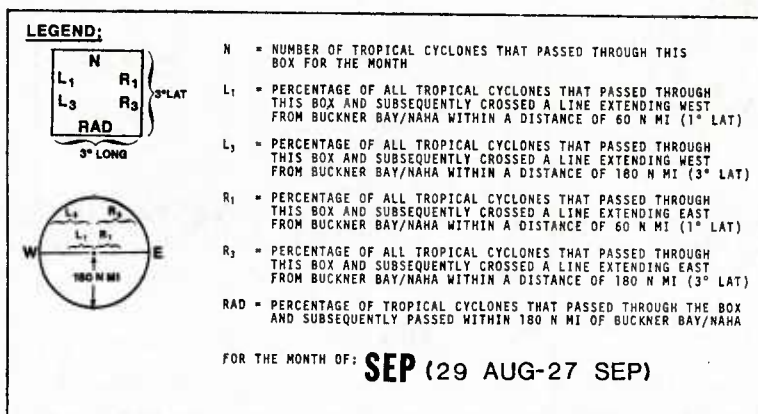 LEGEND:
N
L₁ R₁
L₃ R₃
RAD
3° LAT
3° LONG
N = NUMBER OF TROPICAL CYCLONES THAT PASSED THROUGH THIS
BOX FOR THE MONTH
L₁ = PERCENTAGE OF ALL TROPICAL CYCLONES THAT PASSED THROUGH
THIS BOX AND SUBSEQUENTLY CROSSED A LINE EXTENDING WEST
FROM BUCKNER BAY/NAHA WITHIN A DISTANCE OF 60 N MI (1° LAT)
L₃ = PERCENTAGE OF ALL TROPICAL CYCLONES THAT PASSED THROUGH
THIS BOX AND SUBSEQUENTLY CROSSED A LINE EXTENDING WEST
FROM BUCKNER BAY/NAHA WITHIN A DISTANCE OF 180 N MI (3° LAT)
R₁ = PERCENTAGE OF ALL TROPICAL CYCLONES THAT PASSED THROUGH
THIS BOX AND SUBSEQUENTLY CROSSED A LINE EXTENDING EAST
FROM BUCKNER BAY/NAHA WITHIN A DISTANCE OF 60 N MI (1° LAT)
R₃ = PERCENTAGE OF ALL TROPICAL CYCLONES THAT PASSED THROUGH
THIS BOX AND SUBSEQUENTLY CROSSED A LINE EXTENDING EAST
FROM BUCKNER BAY/NAHA WITHIN A DISTANCE OF 180 N MI (3° LAT)
RAD = PERCENTAGE OF TROPICAL CYCLONES THAT PASSED THROUGH THE BOX
AND SUBSEQUENTLY PASSED WITHIN 180 N MI OF BUCKNER BAY/NAHA
L₃ R₃
L₁ R₁
W E
180 N MI
FOR THE MONTH OF: SEP (29 AUG-27 SEP)